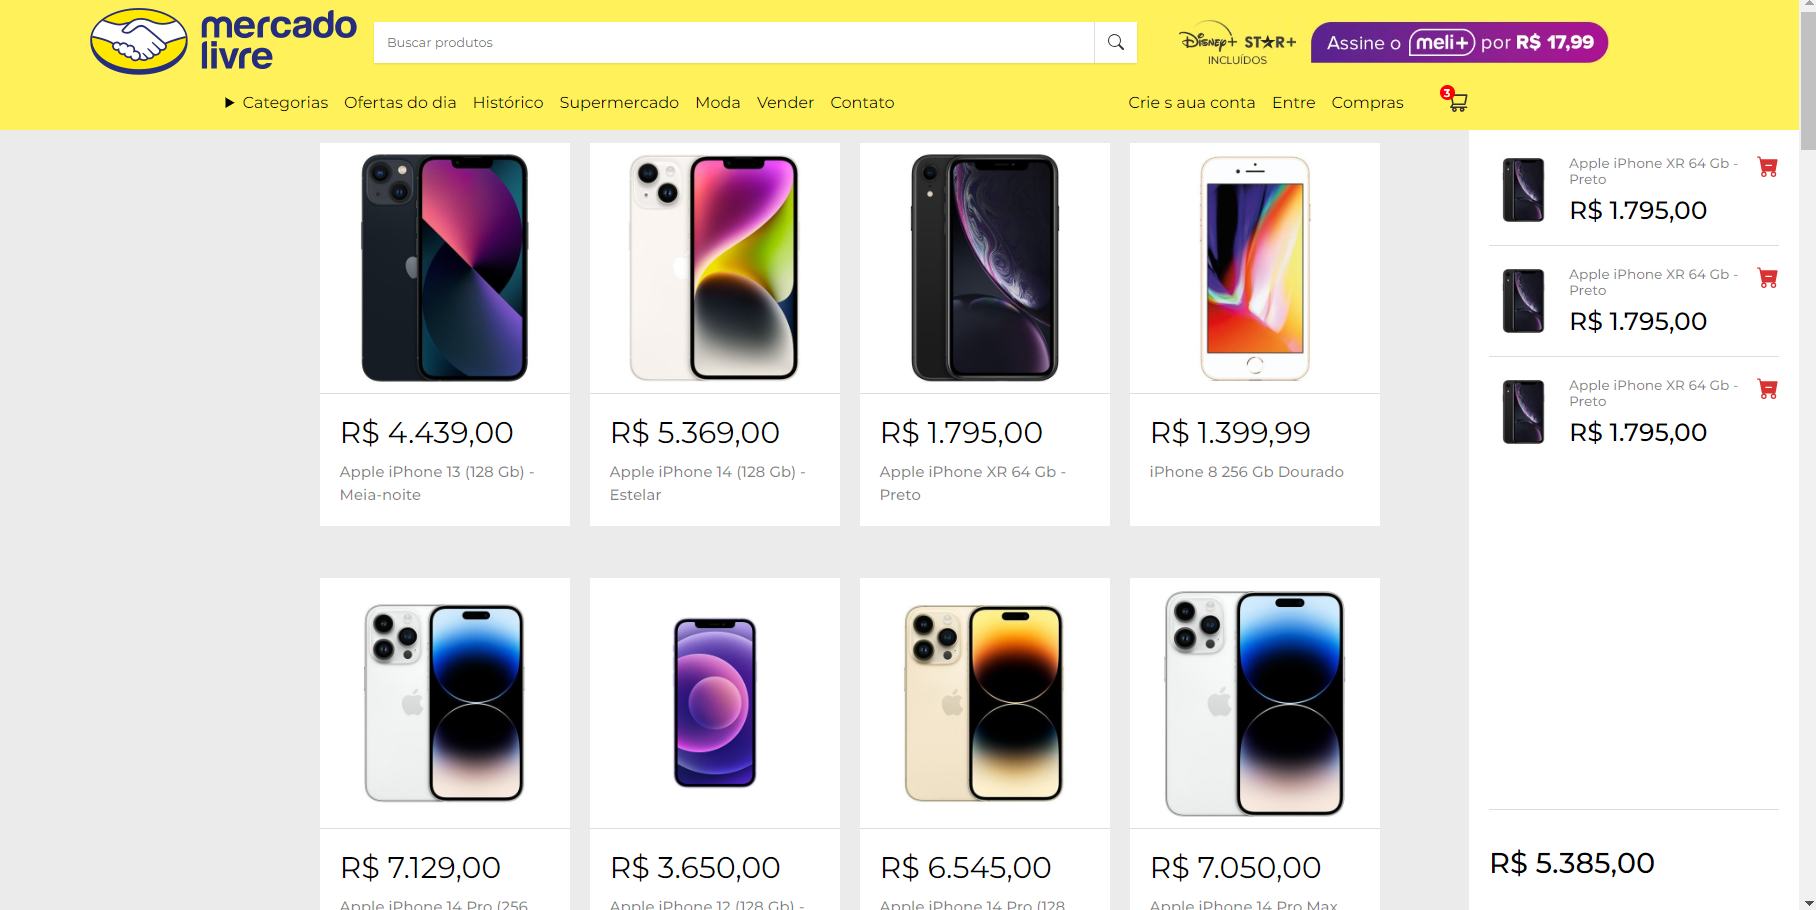 mercado
livre
Buscar produtos
Disney+ STAR+
INCLUÍDOS
Assine o meli+ por R$ 17,99
Categorias Ofertas do dia Histórico Supermercado Moda Vender Contato
Crie s aua conta Entre Compras
3
R$ 4.439,00
Apple iPhone 13 (128 Gb) -
Meia-noite
R$ 5.369,00
Apple iPhone 14 (128 Gb) -
Estelar
R$ 1.795,00
Apple iPhone XR 64 Gb -
Preto
R$ 1.399,99
iPhone 8 256 Gb Dourado
R$ 7.129,00
Apple iPhone 14 Pro (256
R$ 3.650,00
Apple iPhone 12 (128 Gb) -
R$ 6.545,00
Apple iPhone 14 Pro (128
R$ 7.050,00
Apple iPhone 14 Pro Max
Apple iPhone XR 64 Gb -
Preto
R$ 1.795,00
Apple iPhone XR 64 Gb -
Preto
R$ 1.795,00
Apple iPhone XR 64 Gb -
Preto
R$ 1.795,00
R$ 5.385,00